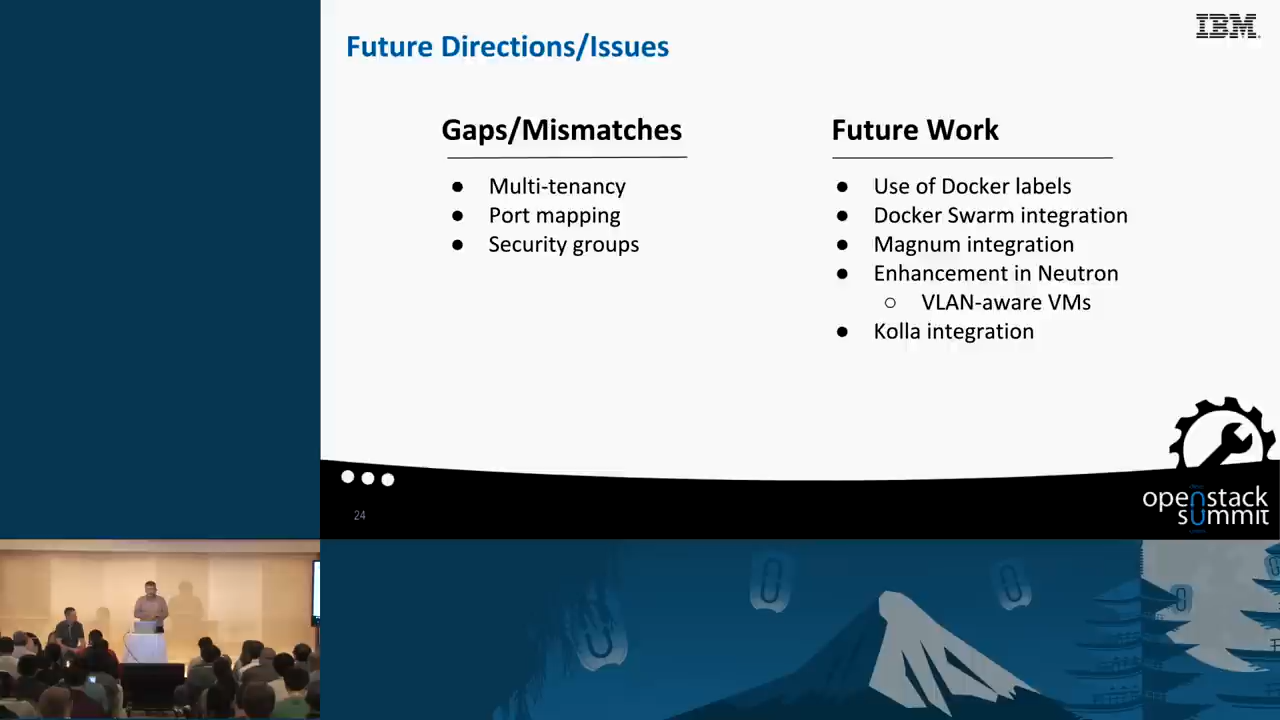 IBM
Future Directions/Issues
Gaps/Mismatches
● Multi-tenancy
● Port mapping
● Security groups
Future Work
● Use of Docker labels
● Docker Swarm integration
● Magnum integration
● Enhancement in Neutron
○ VLAN-aware VMs
● Kolla integration
24
openstack
summit